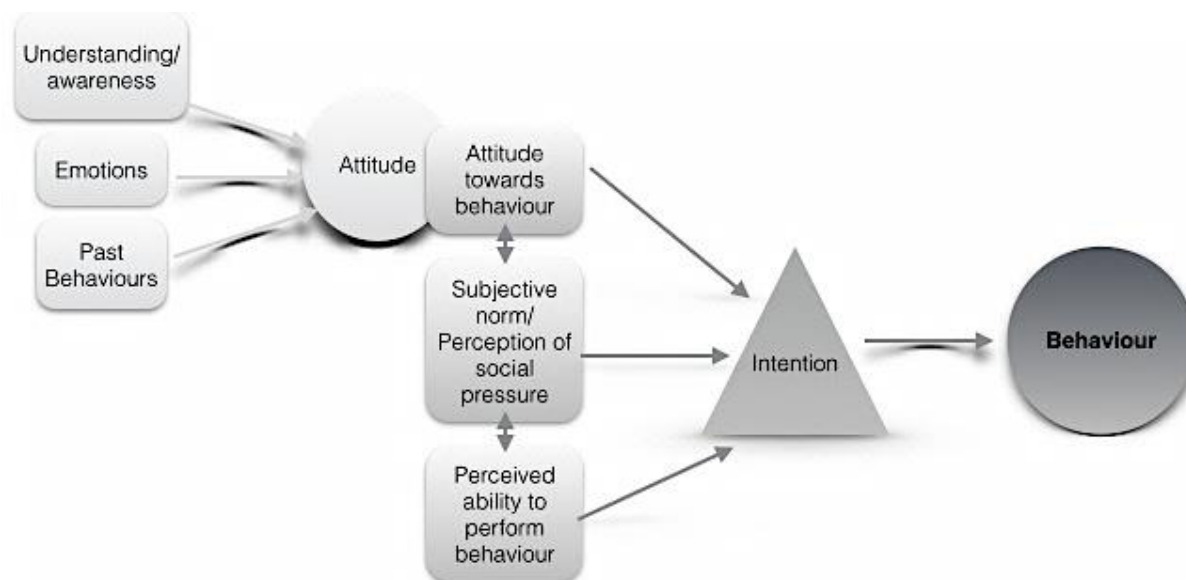 Understanding/
awareness
Emotions
Past
Behaviours
Attitude
Attitude
towards
behaviour
Subjective
norm/
Perception of
social
pressure
Perceived
ability to
perform
behaviour
Intention
Behaviour